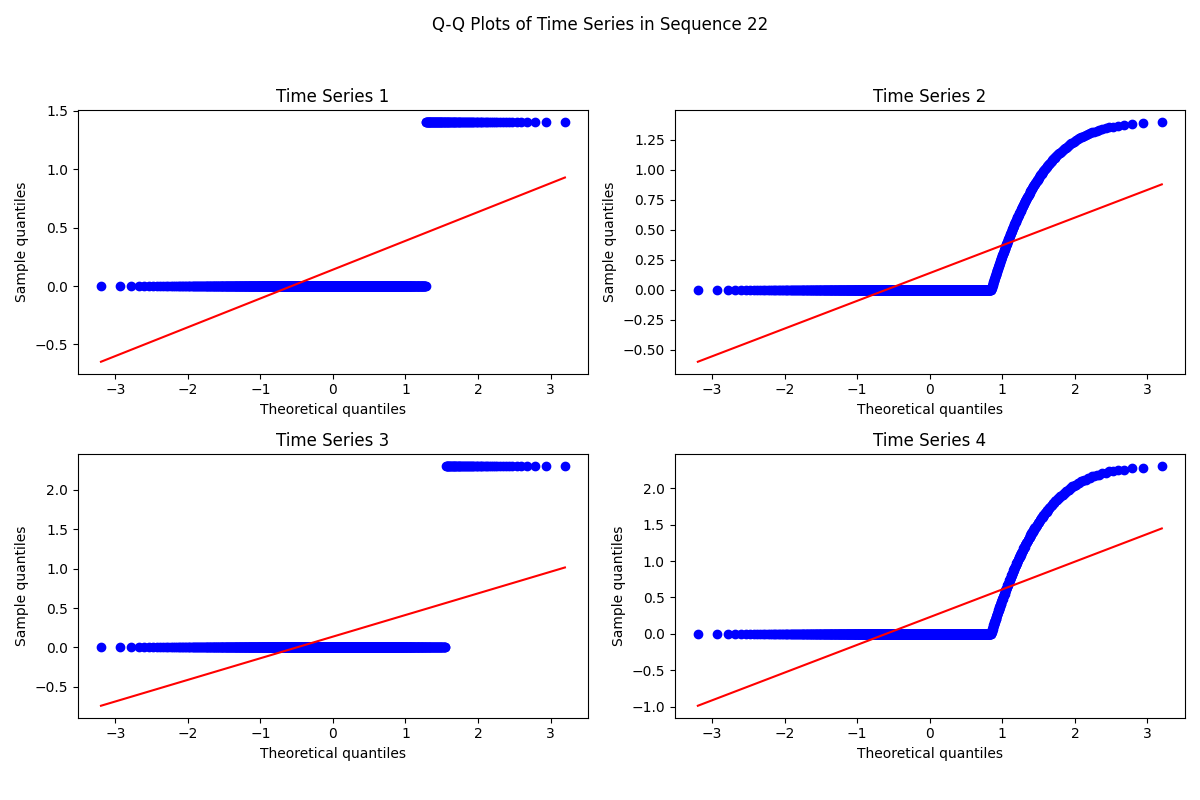 Q-Q Plots of Time Series in Sequence 22
Time Series 1
1.5
1.0
0.5
0.0
−0.5
Sample quantiles
−3 −2 −1 0 1 2 3
Theoretical quantiles
Time Series 2
1.25
1.00
0.75
0.50
0.25
0.00
−0.25
−0.50
Sample quantiles
−3 −2 −1 0 1 2 3
Theoretical quantiles
Time Series 3
2.0
1.5
1.0
0.5
0.0
−0.5
Sample quantiles
−3 −2 −1 0 1 2 3
Theoretical quantiles
Time Series 4
2.0
1.5
1.0
0.5
0.0
−0.5
−1.0
Sample quantiles
−3 −2 −1 0 1 2 3
Theoretical quantiles